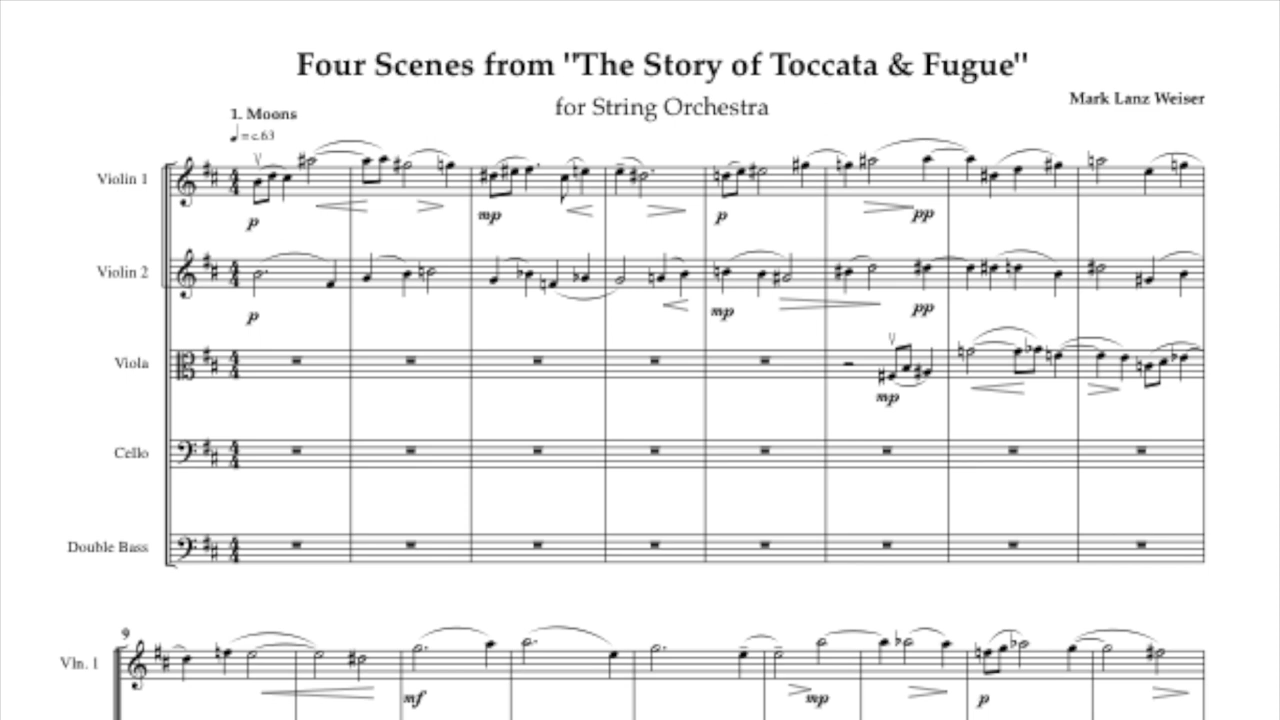 Four Scenes from "The Story of Toccata & Fugue"
for String Orchestra
Mark Lanz Weiser
1. Moons
♩ = c.63
Violin 1
p
mp
p
pp
Violin 2
p
mp
pp
Viola
mp
Cello
Double Bass
9
Vln. 1
mf
mp
p